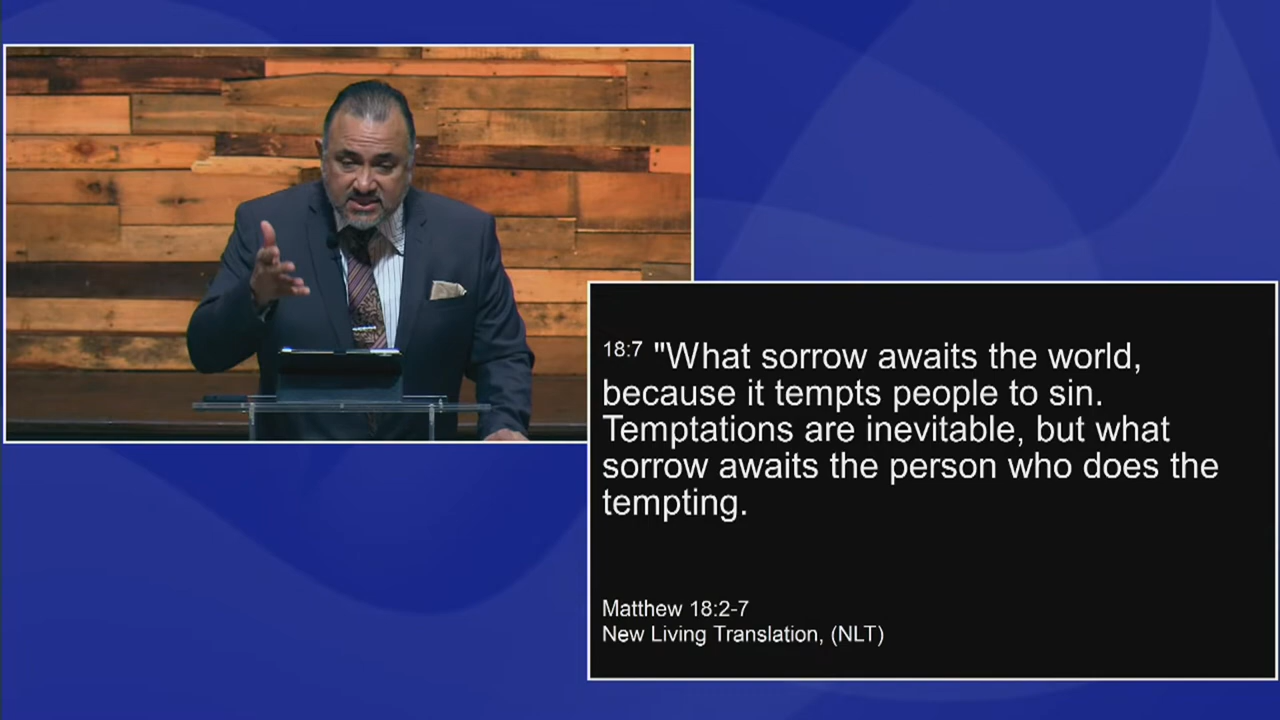 18:7 "What sorrow awaits the world,
because it tempts people to sin.
Temptations are inevitable, but what
sorrow awaits the person who does the
tempting.
Matthew 18:2-7
New Living Translation, (NLT)